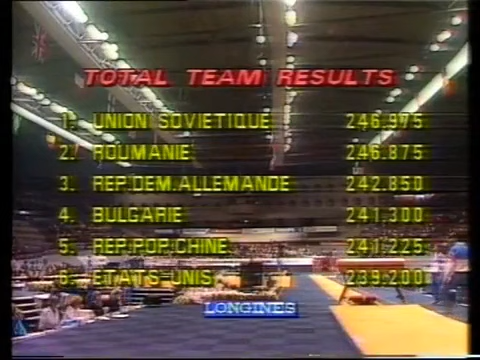 TOTAL TEAM RESULTS
1. UNION SOVIETIQUE 246.975
2. ROUMANIE 246.875
3. REP.DEM.ALLEMANDE 242.850
4. BULGARIE 241.300
5. REP.POP.CHINE 241.225
6. ETATS-UNIS 239.200
LONGINES